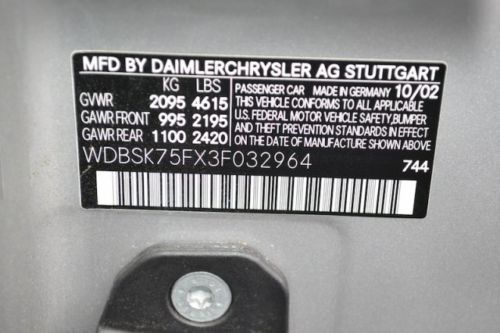 MFD BY DAIMLERCHRYSLER AG STUTTGART
KG LBS PASSENGER CAR MADE IN GERMANY 10/02
GVWR 2095 4615 THIS VEHICLE CONFORMS TO ALL APPLICABLE
GAWR FRONT 995 2195 U.S. FEDERAL MOTOR VEHICLE SAFETY,BUMPER
GAWR REAR 1100 2420 AND THEFT PREVENTION STANDARDS IN EFFECT ON THE DATE OF MANUFACTURE SHOWN ABOVE
WDBSK75FX3F032964 744